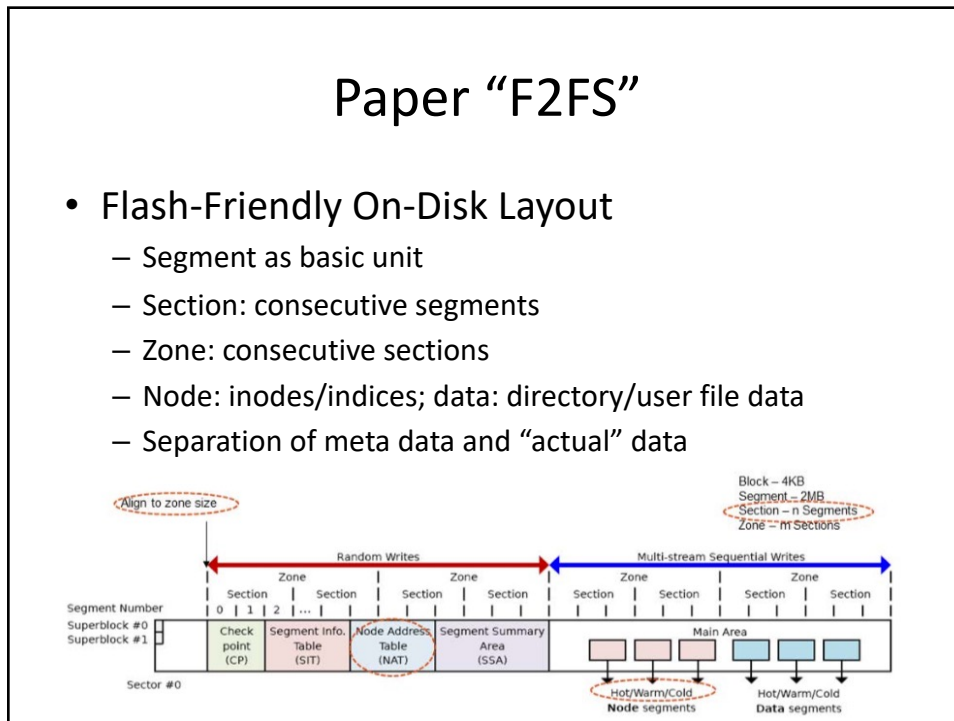 Paper “F2FS”
• Flash-Friendly On-Disk Layout
– Segment as basic unit
– Section: consecutive segments
– Zone: consecutive sections
– Node: inodes/indices; data: directory/user file data
– Separation of meta data and “actual” data
Block – 4KB
Segment – 2MB
Section – n Segments
Zone – m Sections
Align to zone size
Random Writes
Multi-stream Sequential Writes
Zone Zone Zone Zone
Section Section Section Section Section Section Section Section
Segment Number 0 1 2 ...
Superblock #0
Superblock #1
Check point (CP)
Segment Info. Table (SIT)
Node Address Table (NAT)
Segment Summary Area (SSA)
Main Area
Sector #0
Hot/Warm/Cold
Node segments
Hot/Warm/Cold
Data segments